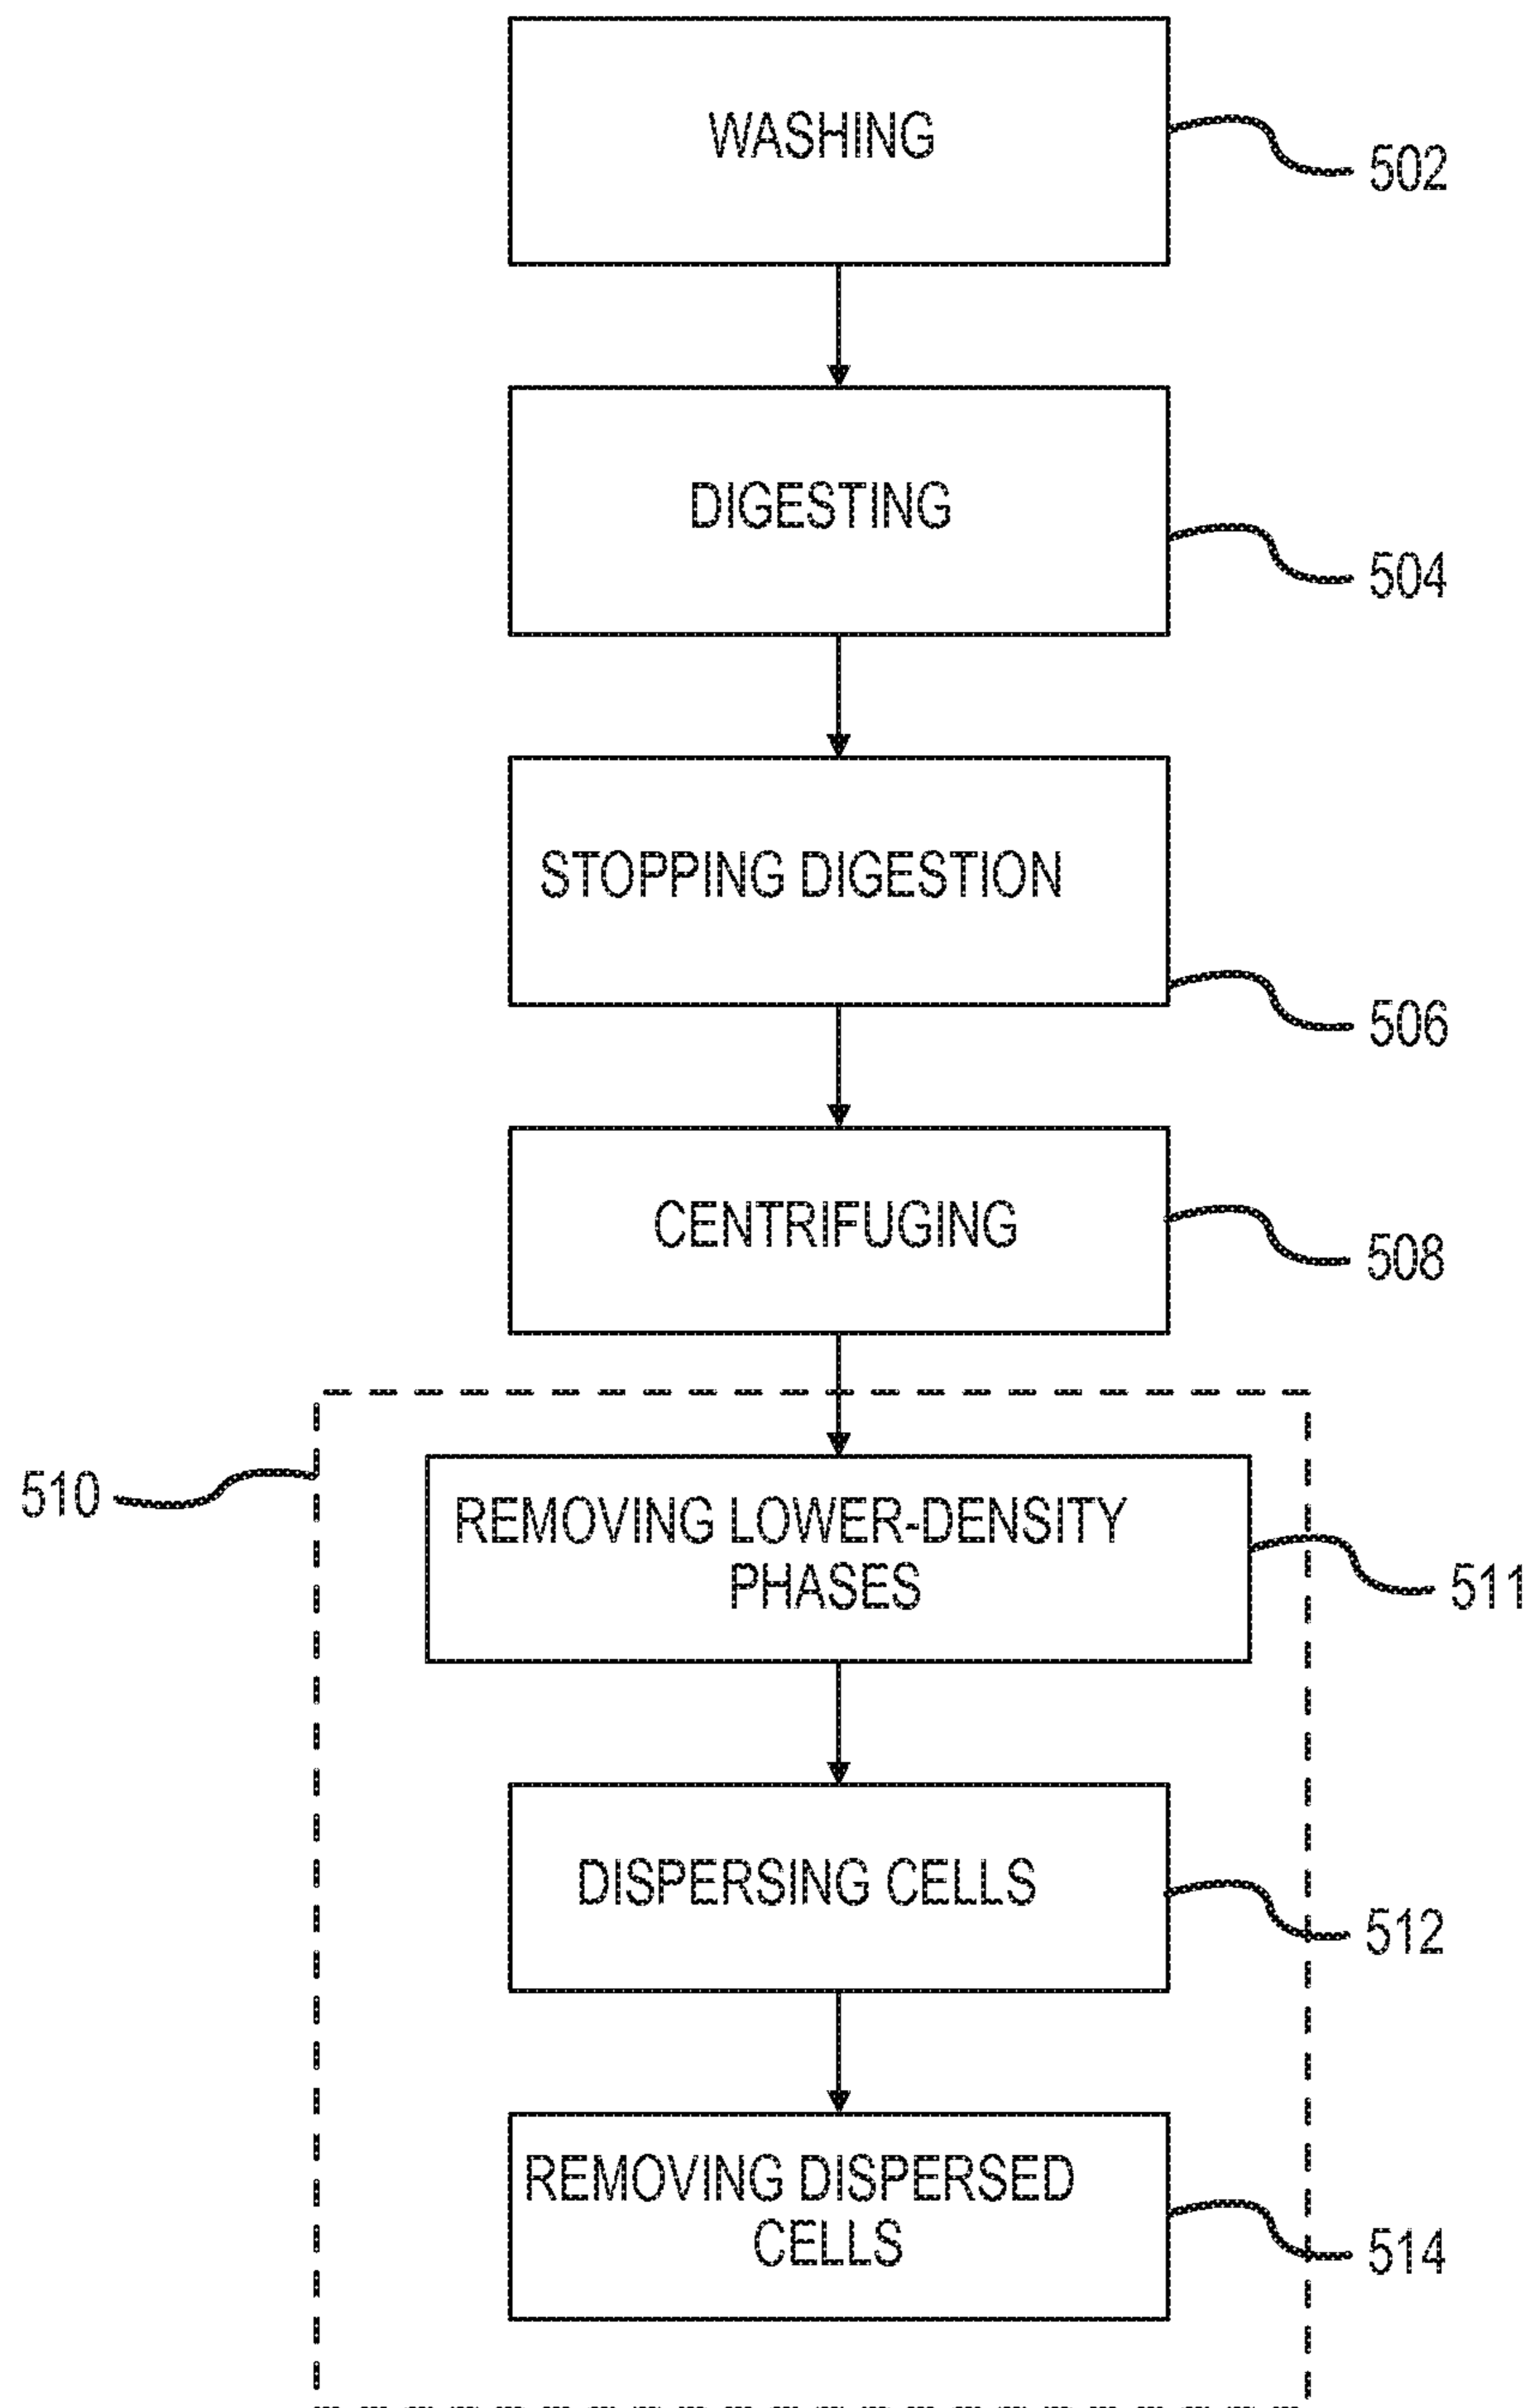 WASHING
502
DIGESTING
504
STOPPING DIGESTION
506
CENTRIFUGING
508
510
REMOVING LOWER-DENSITY
PHASES
511
DISPERSING CELLS
512
REMOVING DISPERSED
CELLS
514